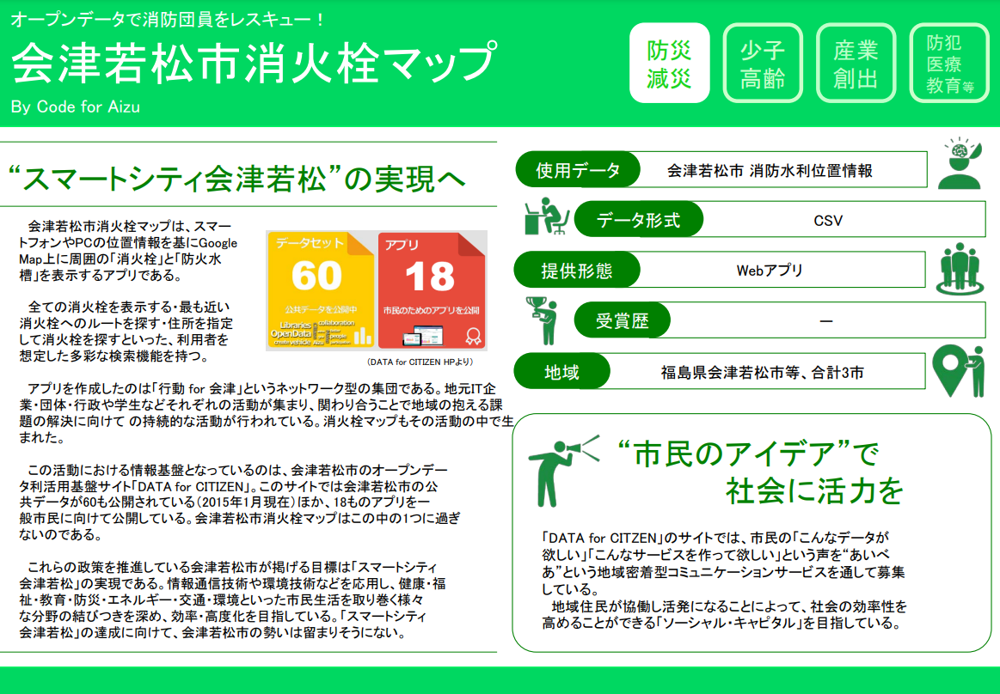 オープンデータで消防団員をレスキュー！
会津若松市消火栓マップ
By Code for Aizu
防災
減災
少子
高齢
産業
創出
防犯
医療
教育等
“スマートシティ会津若松”の実現へ
会津若松市消火栓マップは、スマー
トフォンやPCの位置情報を基にGoogle
Map上に周囲の「消火栓」と「防火水
槽」を表示するアプリである。
全ての消火栓を表示する・最も近い
消火栓へのルートを探す・住所を指定
して消火栓を探すといった、利用者を
想定した多彩な検索機能を持つ。
データセット
60
公共データを公開中
Libraries
collaboration
OpenData
people
create vehicle Aizu
アプリ
18
市民のためのアプリを公開
（DATA for CITIZEN HPより）
アプリを作成したのは「行動 for 会津」というネットワーク型の集団である。地元IT企
業・団体・行政や学生などそれぞれの活動が集まり、関わり合うことで地域の抱える課
題の解決に向けて の持続的な活動が行われている。消火栓マップもその活動の中で生
まれた。
この活動における情報基盤となっているのは、会津若松市のオープンデー
タ利活用基盤サイト「DATA for CITIZEN」。このサイトでは会津若松市の公
共データが60も公開されている（2015年1月現在）ほか、18ものアプリを一
般市民に向けて公開している。会津若松市消火栓マップはこの中の1つに過ぎ
ないのである。
これらの政策を推進している会津若松市が掲げる目標は「スマートシティ
会津若松」の実現である。情報通信技術や環境技術などを応用し、健康・福
祉・教育・防災・エネルギー・交通・環境といった市民生活を取り巻く様々
な分野の結びつきを深め、効率・高度化を目指している。「スマートシティ
会津若松」の達成に向けて、会津若松市の勢いは留まりそうにない。
使用データ
会津若松市 消防水利位置情報
データ形式
CSV
提供形態
Webアプリ
受賞歴
ー
地域
福島県会津若松市等、合計3市
“市民のアイデア”で
社会に活力を
「DATA for CITZEN」のサイトでは、市民の「こんなデータが
欲しい」「こんなサービスを作って欲しい」という声を“あいべ
あ”という地域密着型コミュニケーションサービスを通して募集
している。
地域住民が協働し活発になることによって、社会の効率性を
高めることができる「ソーシャル・キャピタル」を目指している。